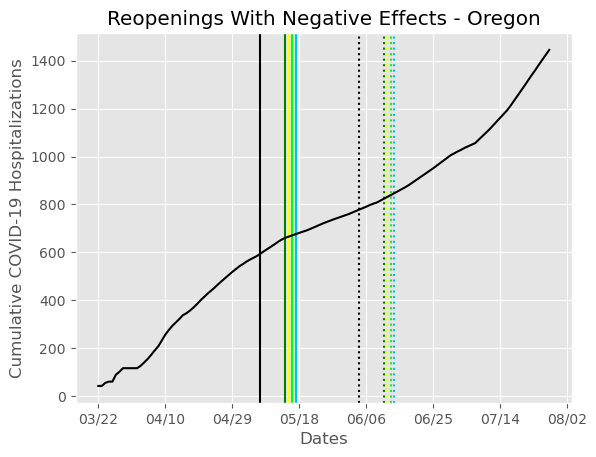 Reopenings With Negative Effects - Oregon
Cumulative COVID-19 Hospitalizations
1400
1200
1000
800
600
400
200
0
03/22 04/10 04/29 05/18 06/06 06/25 07/14 08/02
Dates